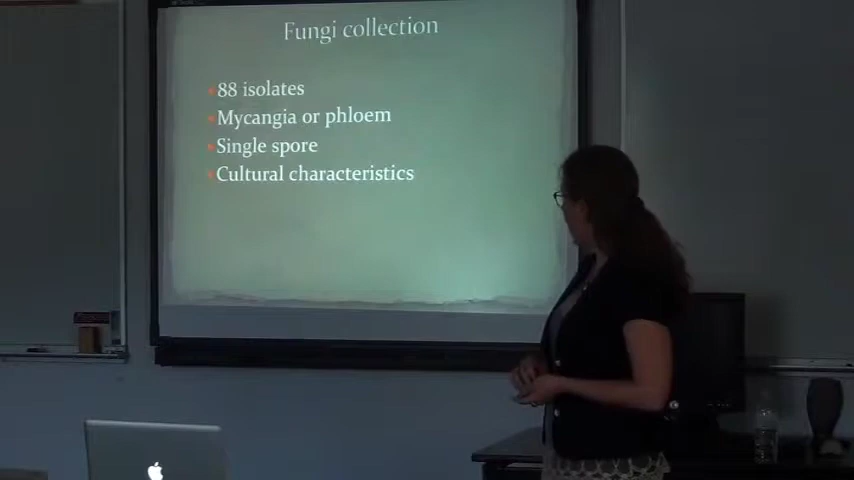 Fungi collection
88 isolates
Mycangia or phloem
Single spore
Cultural characteristics